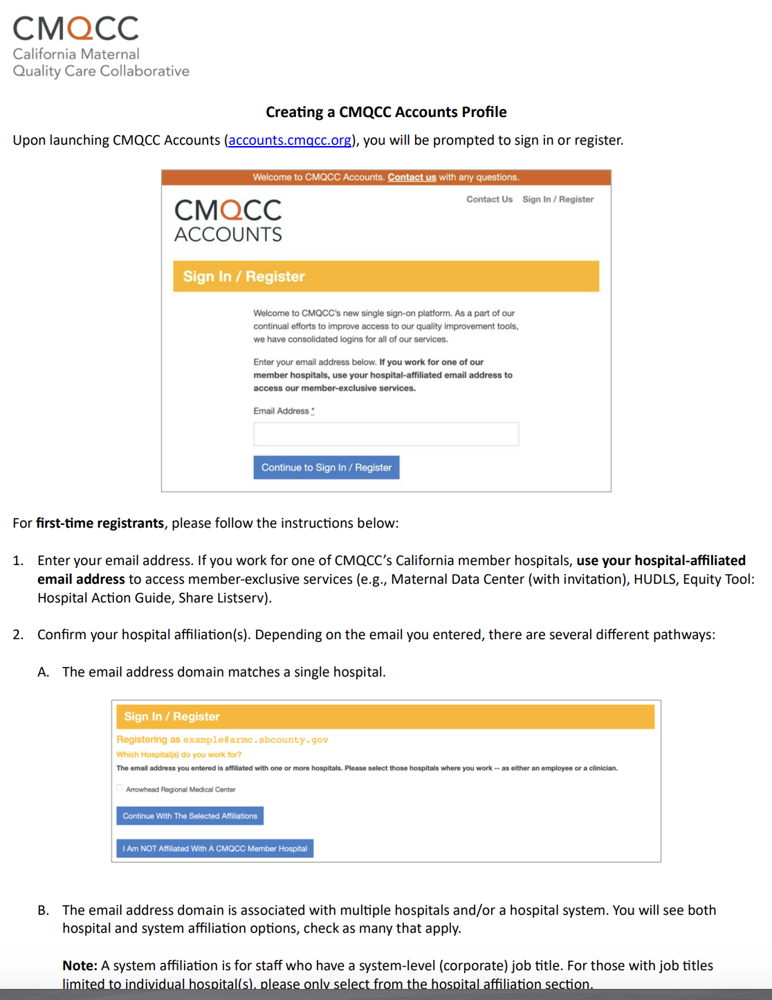 CMQCC
California Maternal
Quality Care Collaborative
Creating a CMQCC Accounts Profile
Upon launching CMQCC Accounts (accounts.cmqcc.org), you will be prompted to sign in or register.
Welcome to CMQCC Accounts. Contact us with any questions.
Contact Us Sign In / Register
CMQCC
ACCOUNTS
Sign In / Register
Welcome to CMQCC's new single sign-on platform. As a part of our
continual efforts to improve access to our quality improvement tools,
we have consolidated logins for all of our services.
Enter your email address below. If you work for one of our
member hospitals, use your hospital-affiliated email address to
access our member-exclusive services.
Email Address *
Continue to Sign In / Register
For first-time registrants, please follow the instructions below:
1. Enter your email address. If you work for one of CMQCC’s California member hospitals, use your hospital-affiliated
email address to access member-exclusive services (e.g., Maternal Data Center (with invitation), HUDLS, Equity Tool:
Hospital Action Guide, Share Listserv).
2. Confirm your hospital affiliation(s). Depending on the email you entered, there are several different pathways:
A. The email address domain matches a single hospital.
Sign In / Register
Registering as example@armc.sbcounty.gov
Which Hospital(s) do you work for?
The email address you entered is affiliated with one or more hospitals. Please select those hospitals where you work -- as either an employee or a clinician.
Arrowhead Regional Medical Center
Continue With The Selected Affiliations
I Am NOT Affiliated With A CMQCC Member Hospital
B. The email address domain is associated with multiple hospitals and/or a hospital system. You will see both
hospital and system affiliation options, check as many that apply.
Note: A system affiliation is for staff who have a system-level (corporate) job title. For those with job titles
limited to individual hospital(s), please only select from the hospital affiliation section.